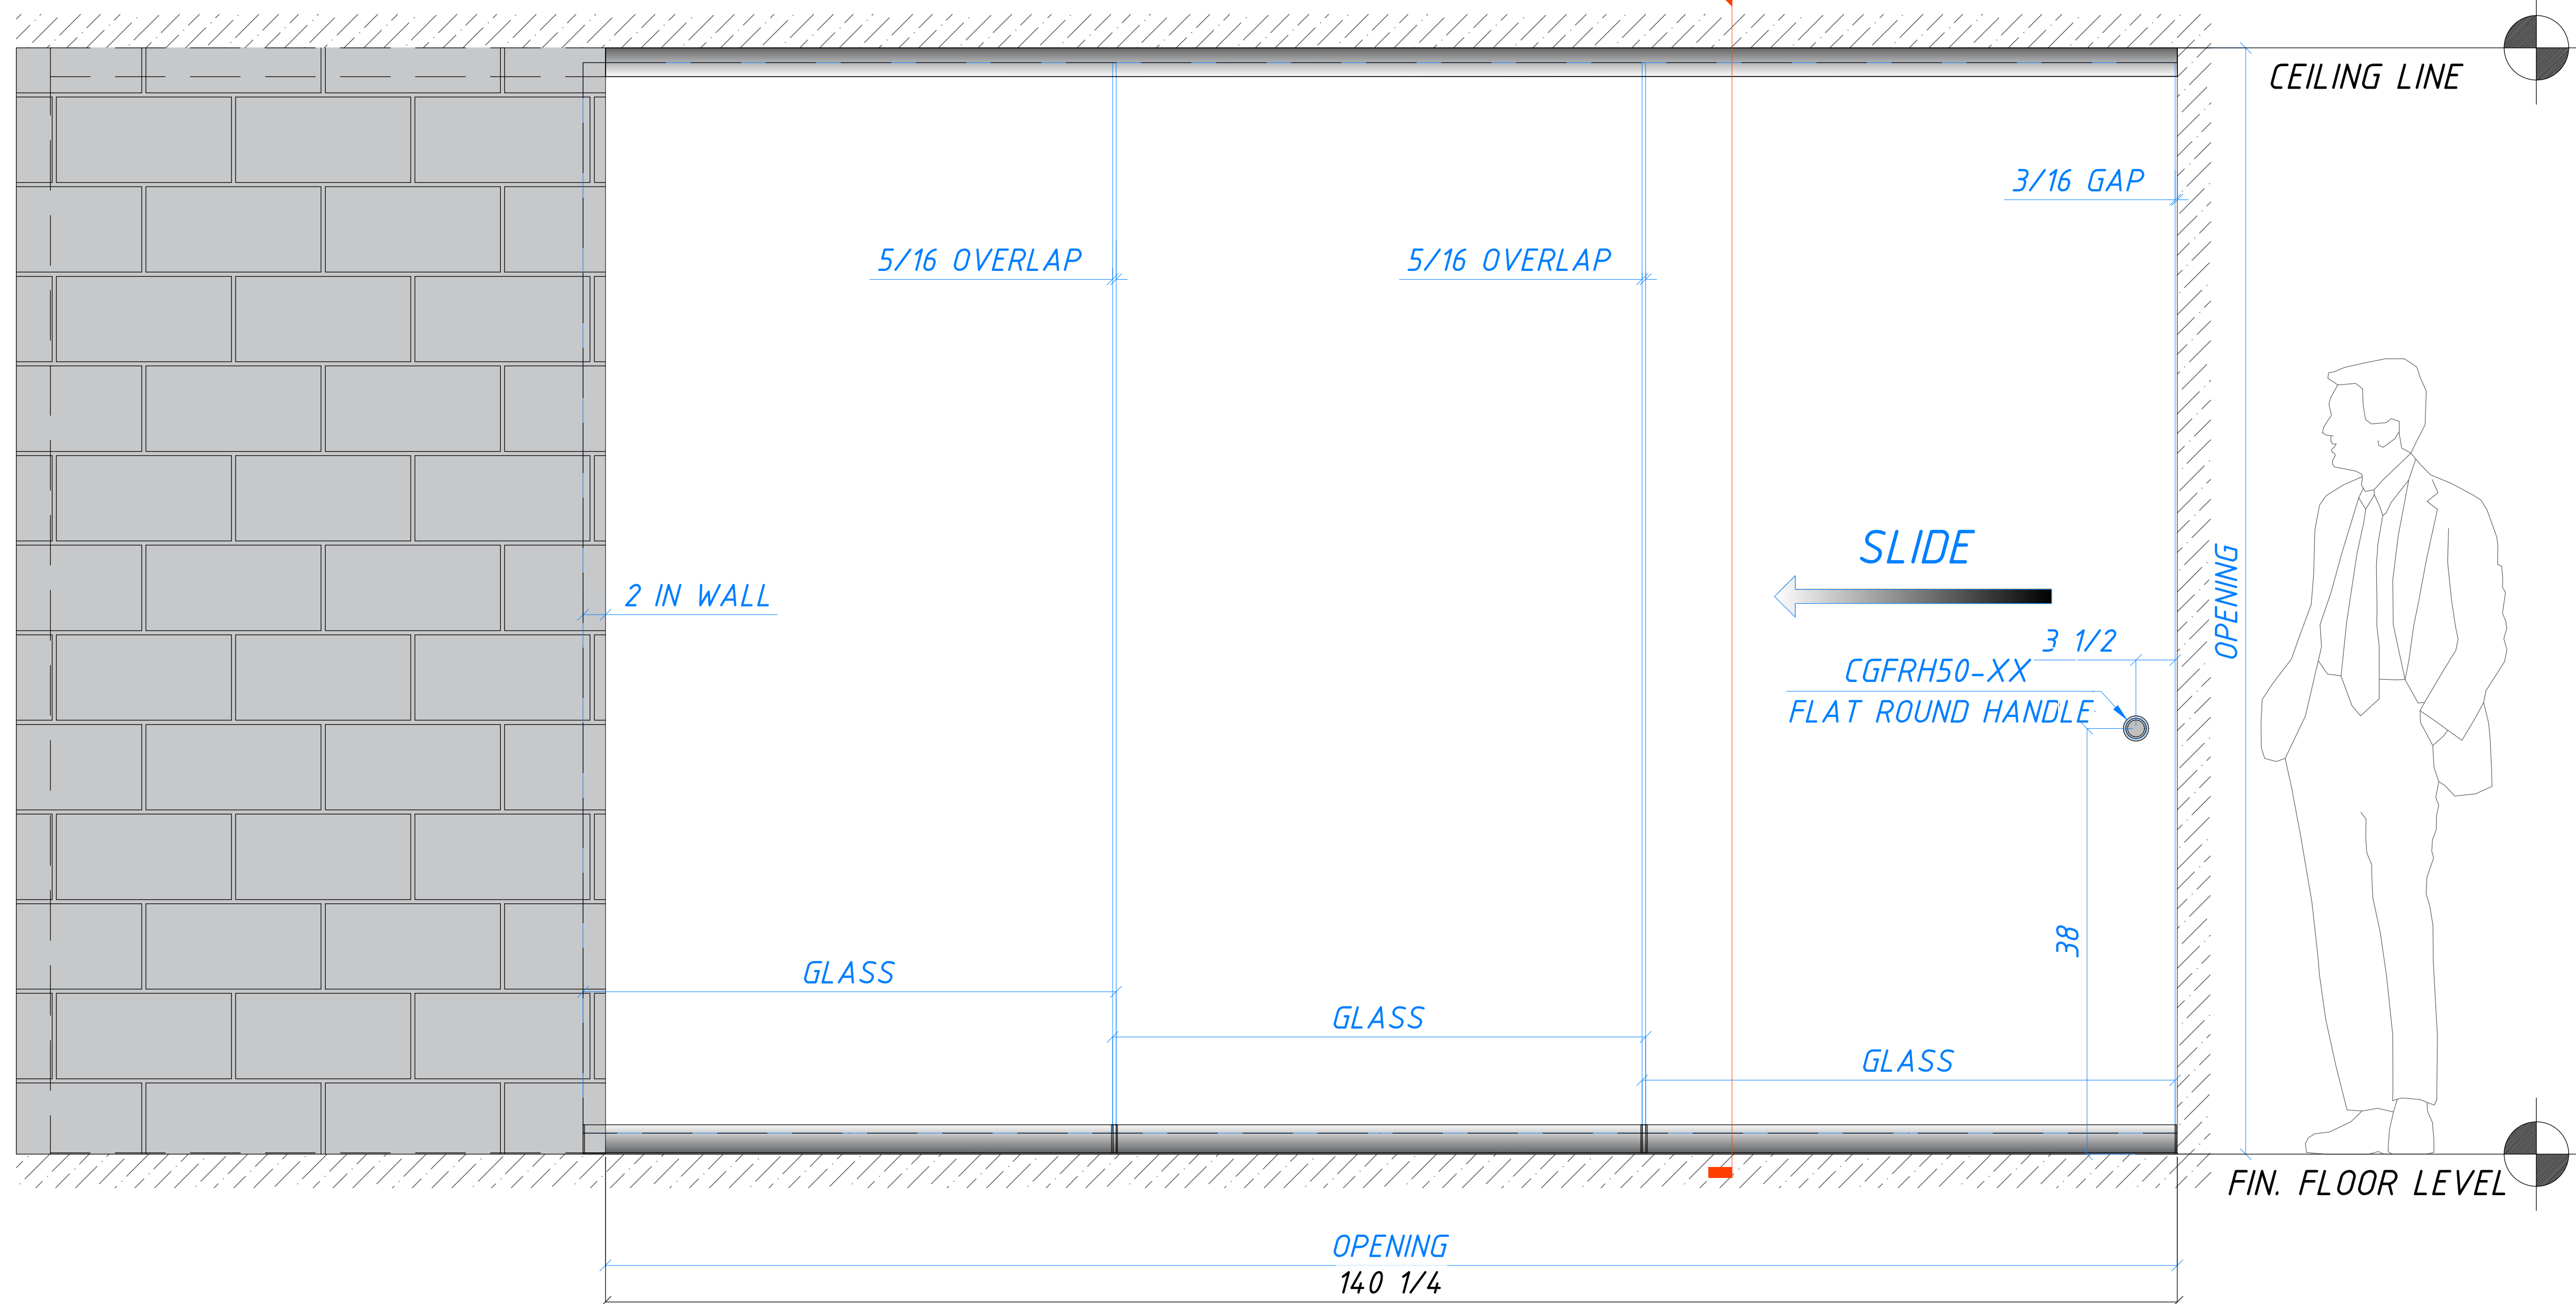 CEILING LINE
3/16 GAP
5/16 OVERLAP
5/16 OVERLAP
SLIDE
2 IN WALL
OPENING
3 1/2
CGFRH50-XX
FLAT ROUND HANDLE
38
GLASS
GLASS
GLASS
FIN. FLOOR LEVEL
OPENING
140 1/4